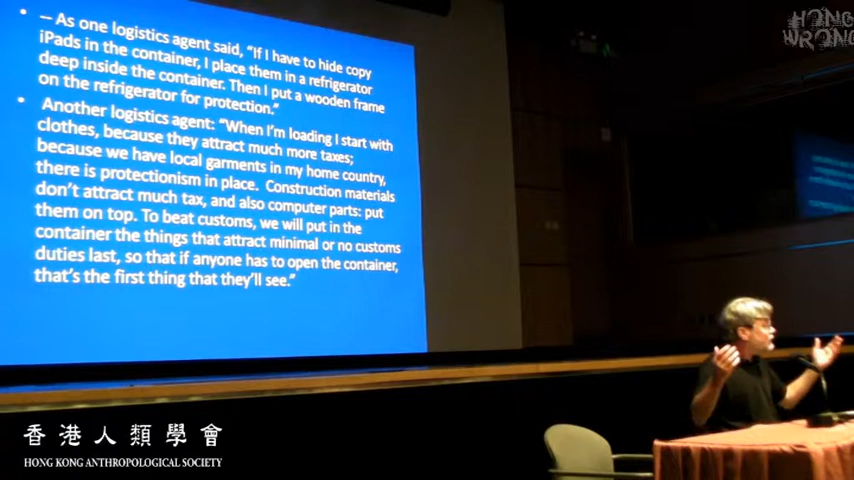 • – As one logistics agent said, "If I have to hide copy
iPads in the container, I place them in a refrigerator
deep inside the container. Then I put a wooden frame
on the refrigerator for protection."
• Another logistics agent: "When I'm loading I start with
clothes, because they attract much more taxes;
because we have local garments in my home country,
there is protectionism in place. Construction materials
don't attract much tax, and also computer parts: put
them on top. To beat customs, we will put in the
container the things that attract minimal or no customs
duties last, so that if anyone has to open the container,
that's the first thing that they'll see."
HONG
WRONG
香港人類學會
HONG KONG ANTHROPOLOGICAL SOCIETY